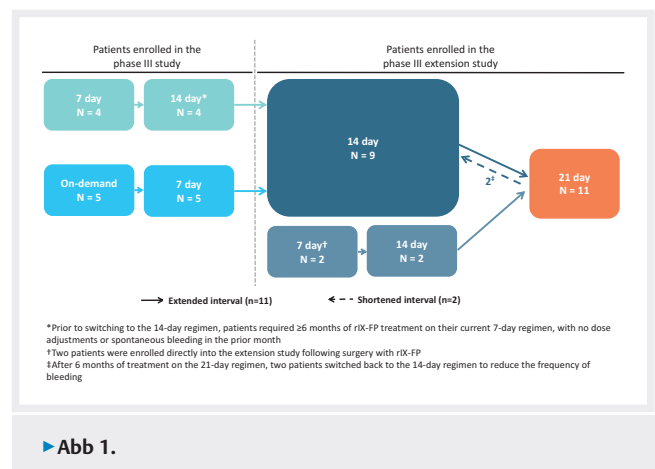 Patients enrolled in the
phase III study
Patients enrolled in the
phase III extension study
7 day
N = 4
14 day*
N = 4
14 day
N = 9
On-demand
N = 5
7 day
N = 5
21 day
N = 11
2‡
7 day†
N = 2
14 day
N = 2
Extended interval (n=11)
Shortened interval (n=2)
*Prior to switching to the 14-day regimen, patients required ≥6 months of rIX-FP treatment on their current 7-day regimen, with no dose
adjustments or spontaneous bleeding in the prior month
†Two patients were enrolled directly into the extension study following surgery with rIX-FP
‡After 6 months of treatment on the 21-day regimen, two patients switched back to the 14-day regimen to reduce the frequency of
bleeding
►Abb 1.